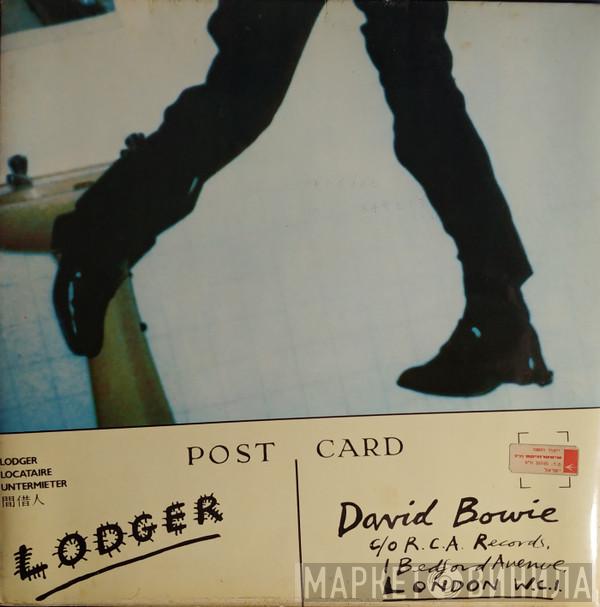 POST CARD
LODGER
LOCATAIRE
UNTERMIETER
間借人
LODGER
David Bowie
c/o R.C.A. Records,
1 Bedford Avenue
LONDON W.C.1.